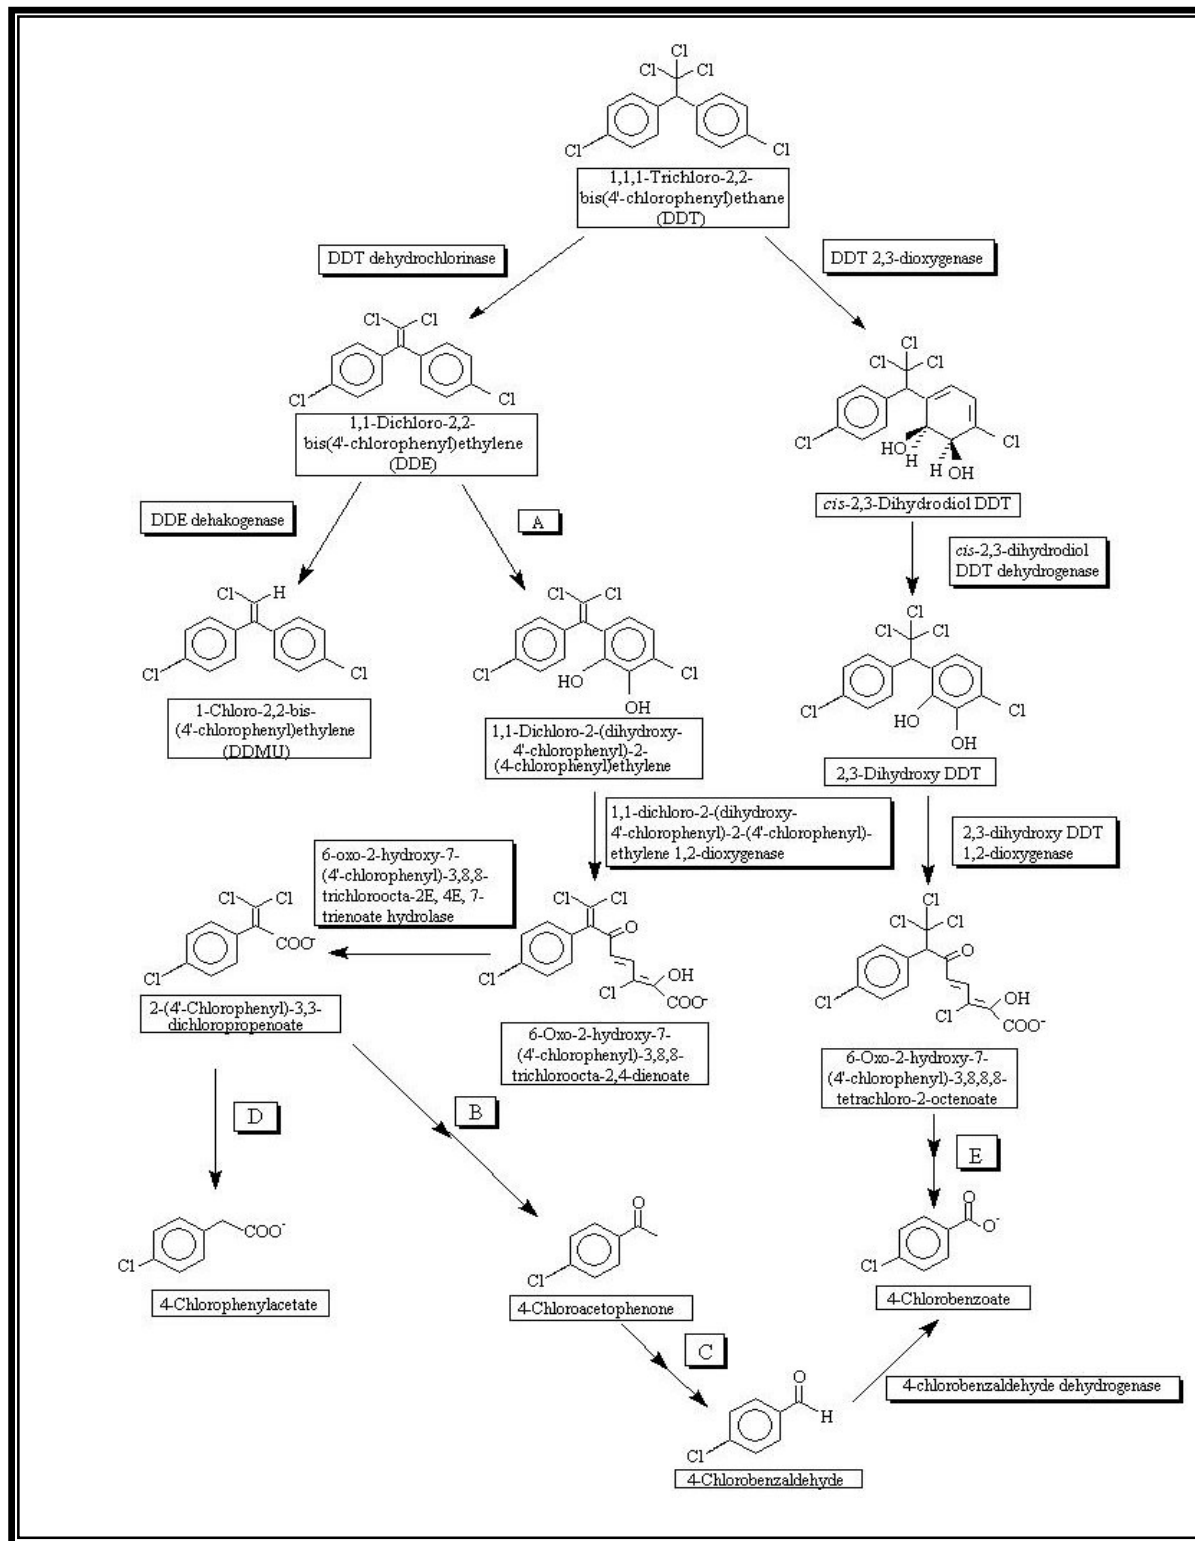 Cl
Cl Cl
Cl Cl
1,1,1-Trichloro-2,2-
bis(4'-chlorophenyl)ethane
(DDT)
DDT dehydrochlorinase
DDT 2,3-dioxygenase
Cl Cl
Cl Cl
1,1-Dichloro-2,2-
bis(4'-chlorophenyl)ethylene
(DDE)
Cl
Cl Cl
Cl Cl
HO
H H
OH
cis-2,3-Dihydrodiol DDT
DDE dehakogenase
A
cis-2,3-dihydrodiol
DDT dehydrogenase
Cl H
Cl Cl
1-Chloro-2,2-bis-
(4'-chlorophenyl)ethylene
(DDMU)
Cl Cl
Cl Cl
HO
OH
1,1-Dichloro-2-(dihydroxy-
4'-chlorophenyl)-2-
(4-chlorophenyl)ethylene
Cl
Cl Cl
Cl Cl
HO
OH
2,3-Dihydroxy DDT
1,1-dichloro-2-(dihydroxy-
4'-chlorophenyl)-2-(4'-chlorophenyl)-
ethylene 1,2-dioxygenase
2,3-dihydroxy DDT
1,2-dioxygenase
6-oxo-2-hydroxy-7-
(4'-chlorophenyl)-3,8,8-
trichloroocta-2E, 4E, 7-
trienoate hydrolase
Cl Cl
COO-
Cl
2-(4'-Chlorophenyl)-3,3-
dichloropropenoate
Cl Cl
O
Cl
OH
Cl
COO-
6-Oxo-2-hydroxy-7-
(4'-chlorophenyl)-3,8,8-
trichloroocta-2,4-dienoate
Cl
Cl Cl
O
Cl
OH
Cl
COO-
6-Oxo-2-hydroxy-7-
(4'-chlorophenyl)-3,8,8,8-
tetrachloro-2-octenoate
D
B
E
COO-
Cl
4-Chlorophenylacetate
O
Cl
4-Chloroacetophenone
O
O-
Cl
4-Chlorobenzoate
C
4-chlorobenzaldehyde dehydrogenase
O
H
Cl
4-Chlorobenzaldehyde